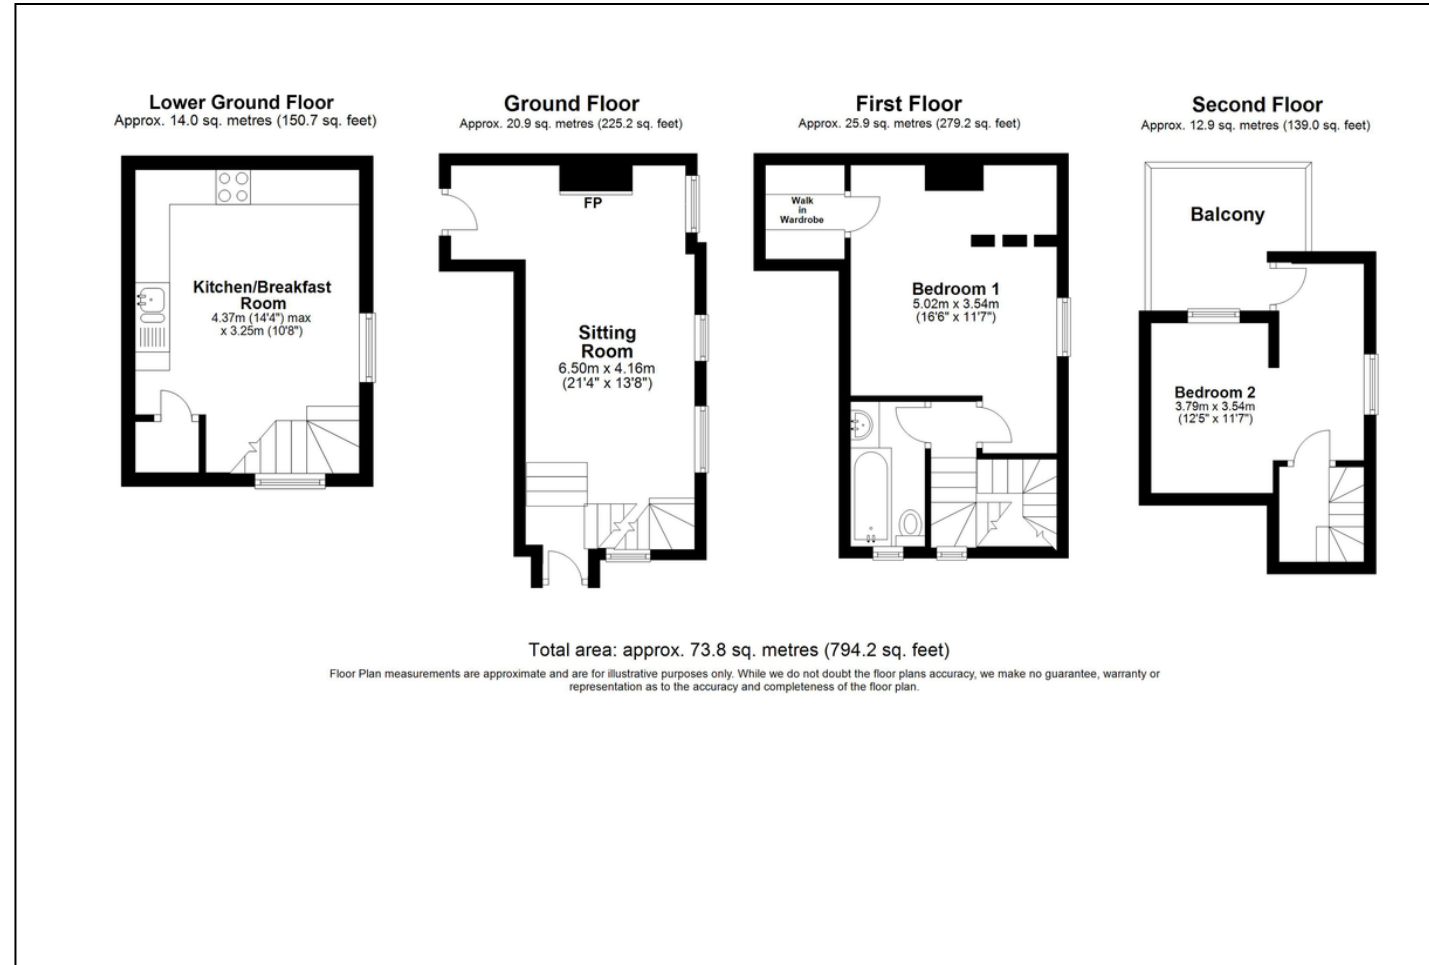 Lower Ground Floor
Approx. 14.0 sq. metres (150.7 sq. feet)
Kitchen/Breakfast
Room
4.37m (14'4") max
x 3.25m (10'8")
Ground Floor
Approx. 20.9 sq. metres (225.2 sq. feet)
FP
Sitting
Room
6.50m x 4.16m
(21'4" x 13'8")
First Floor
Approx. 25.9 sq. metres (279.2 sq. feet)
Walk
in
Wardrobe
Bedroom 1
5.02m x 3.54m
(16'6" x 11'7")
Second Floor
Approx. 12.9 sq. metres (139.0 sq. feet)
Balcony
Bedroom 2
3.79m x 3.54m
(12'5" x 11'7")
Total area: approx. 73.8 sq. metres (794.2 sq. feet)
Floor Plan measurements are approximate and are for illustrative purposes only. While we do not doubt the floor plans accuracy, we make no guarantee, warranty or
representation as to the accuracy and completeness of the floor plan.